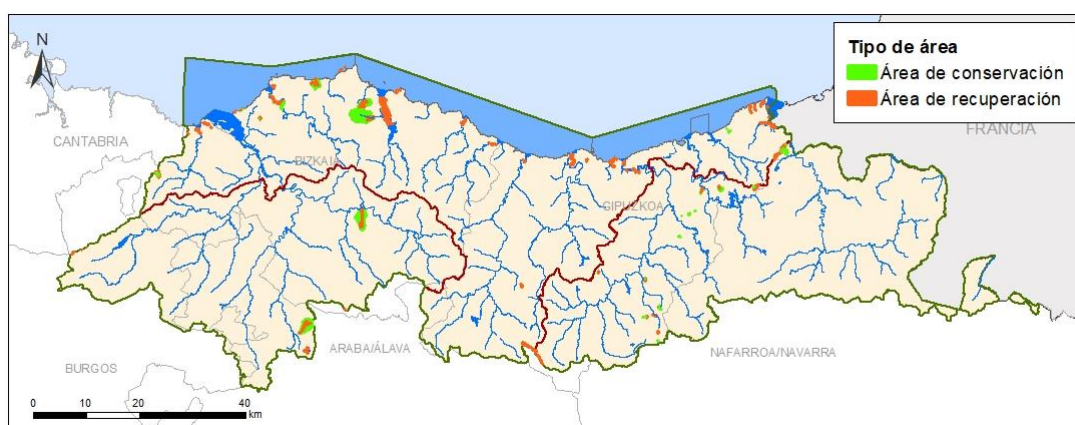 N
Tipo de área
Área de conservación
Área de recuperación
CANTABRIA
FRANCIA
BIZKAIA
GIPUZKOA
ARABA/ÁLAVA
NAFARROA/NAVARRA
BURGOS
0 10 20 40
km